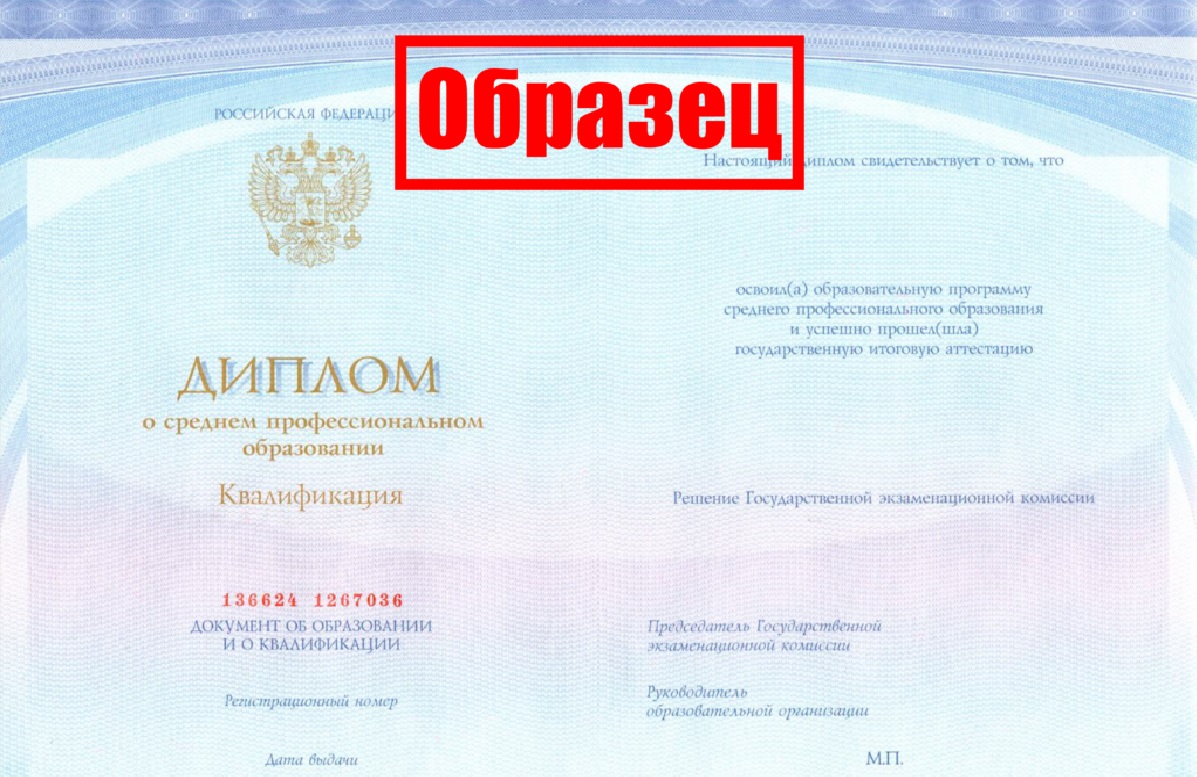 Образец
РОССИЙСКАЯ ФЕДЕРАЦИ
ДИПЛОМ
о среднем профессиональном
образовании
Квалификация
136624 1267036
ДОКУМЕНТ ОБ ОБРАЗОВАНИИ
И О КВАЛИФИКАЦИИ
Регистрационный номер
Дата выдачи
Настоящий диплом свидетельствует о том, что
освоил(а) образовательную программу
среднего профессионального образования
и успешно прошел(шла)
государственную итоговую аттестацию
Решение Государственной экзаменационной комиссии
Председатель Государственной
экзаменационной комиссии
Руководитель
образовательной организации
М.П.